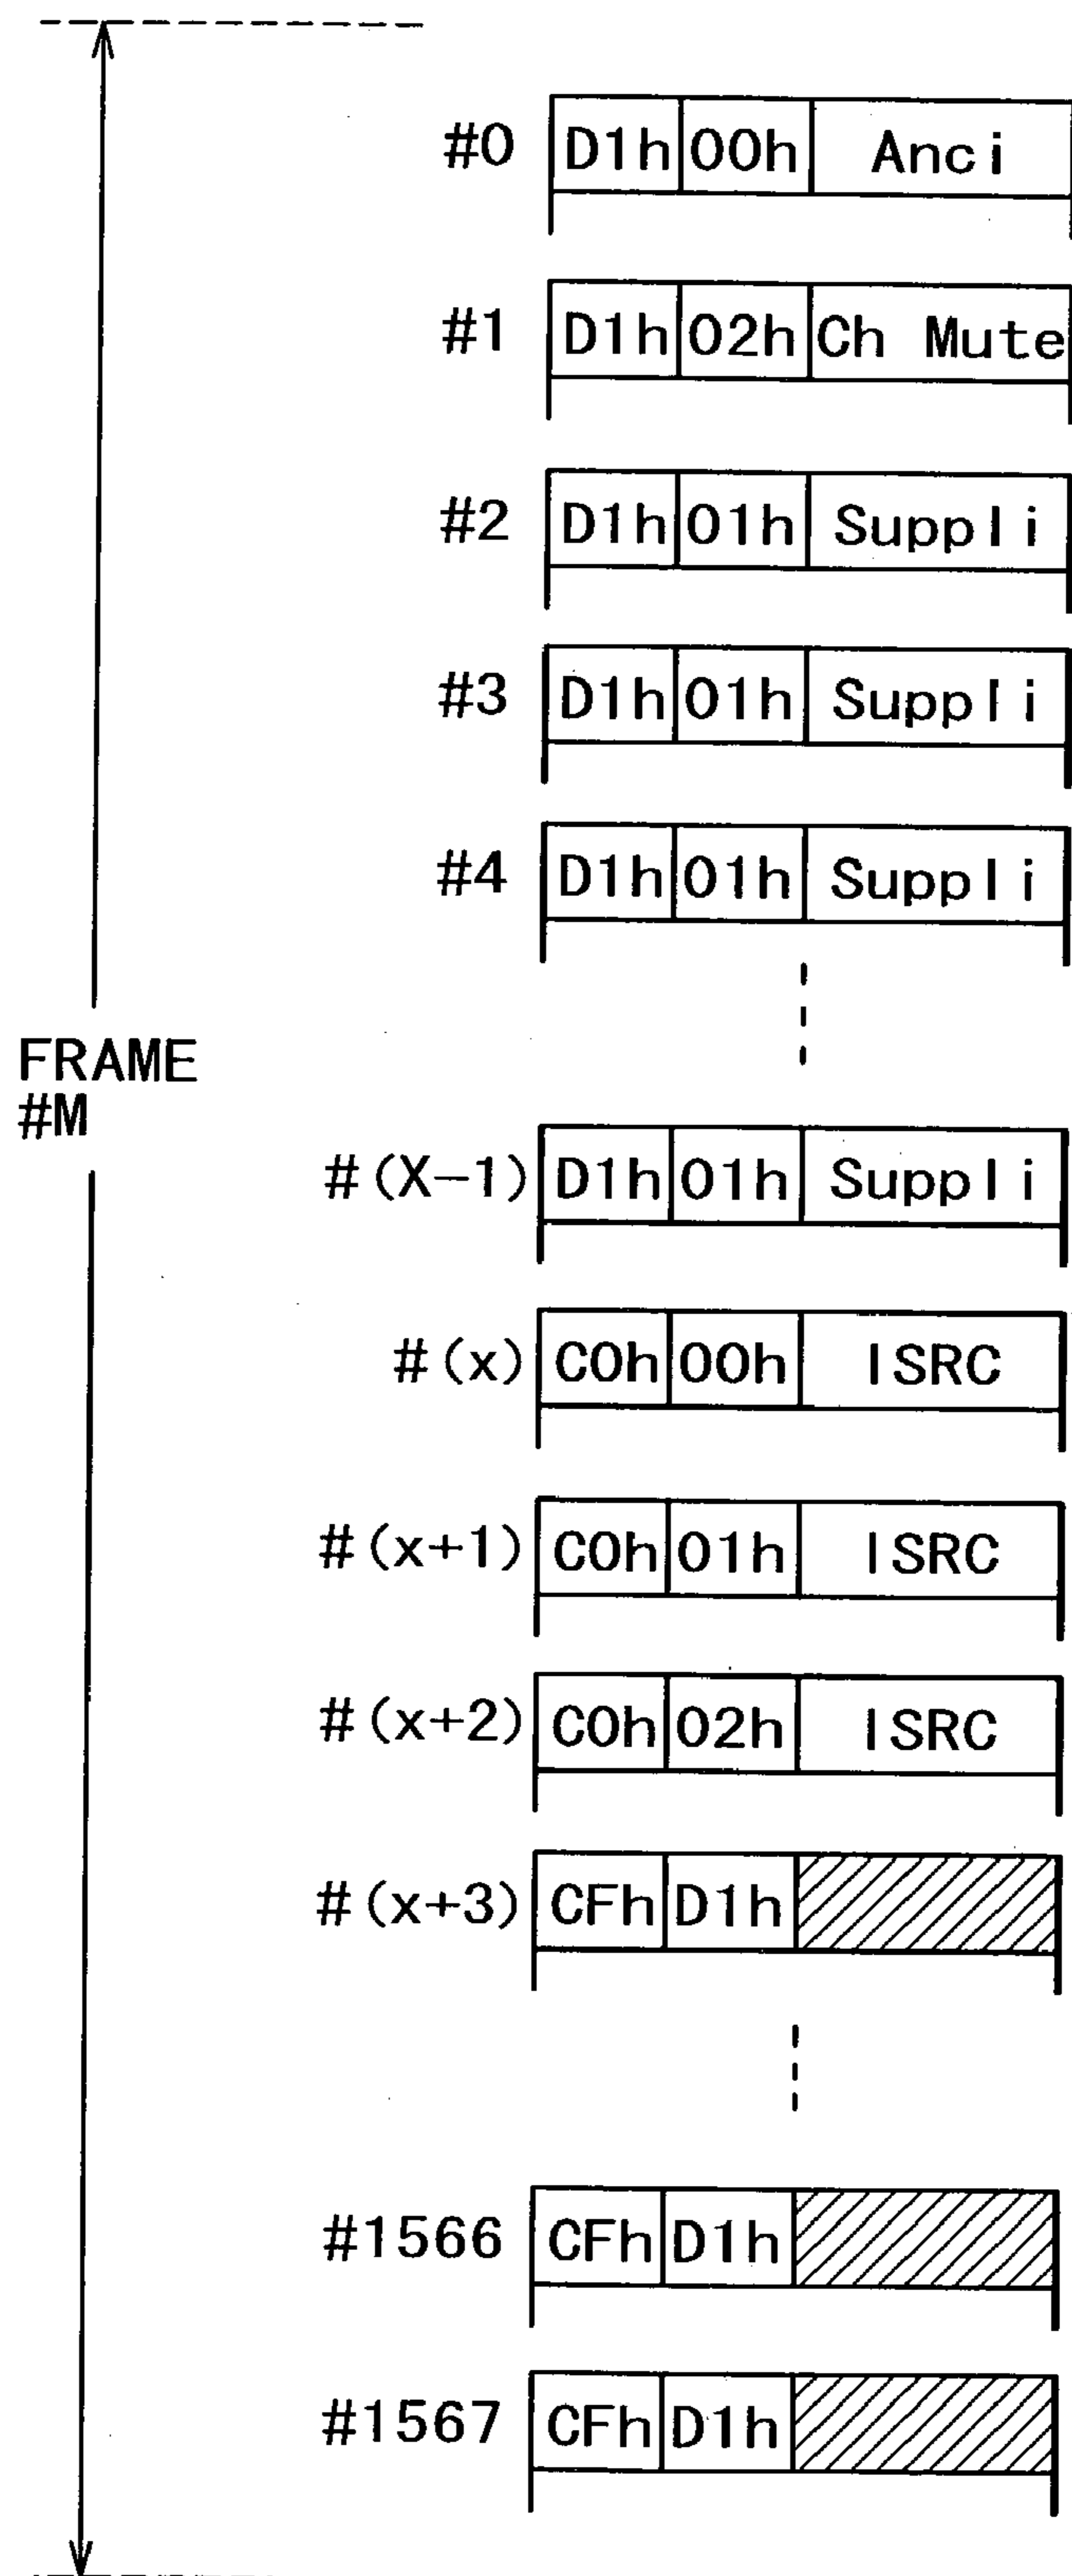 #0 D1h 00h Anci
#1 D1h 02h Ch Mute
#2 D1h 01h Suppli
#3 D1h 01h Suppli
#4 D1h 01h Suppli
FRAME
#M
#(X-1) D1h 01h Suppli
#(x) C0h 00h ISRC
#(x+1) C0h 01h ISRC
#(x+2) C0h 02h ISRC
#(x+3) CFh D1h
#1566 CFh D1h
#1567 CFh D1h